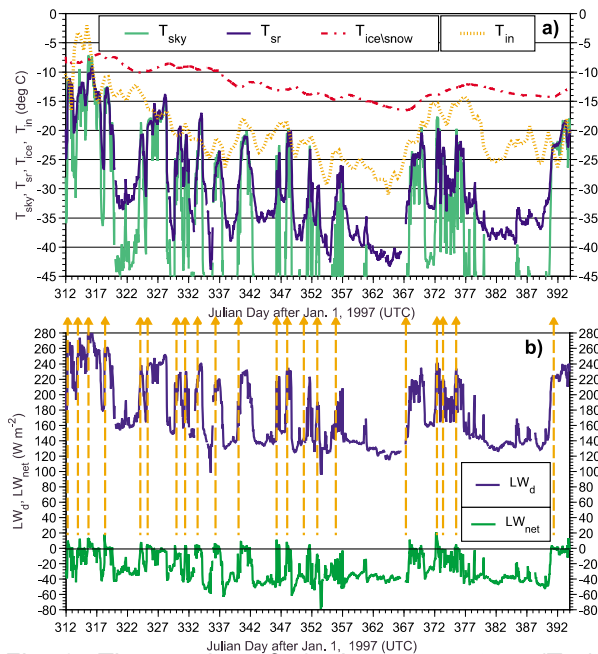 a)
T_sky T_sr T_ice\snow T_in
T_sky, T_sr, T_ice, T_in (deg C)
0 0
-5 -5
-10 -10
-15 -15
-20 -20
-25 -25
-30 -30
-35 -35
-40 -40
-45 -45
312 317 322 327 332 337 342 347 352 357 362 367 372 377 382 387 392
Julian Day after Jan. 1, 1997 (UTC)
b)
LW_d, LW_net (W m^-2)
280 280
260 260
240 240
220 220
200 200
180 180
160 160
140 140
120 120
100 100
80 80
60 60
40 40
20 20
0 0
-20 -20
-40 -40
-60 -60
-80 -80
LW_d
LW_net
312 317 322 327 332 337 342 347 352 357 362 367 372 377 382 387 392
Julian Day after Jan. 1, 1997 (UTC)